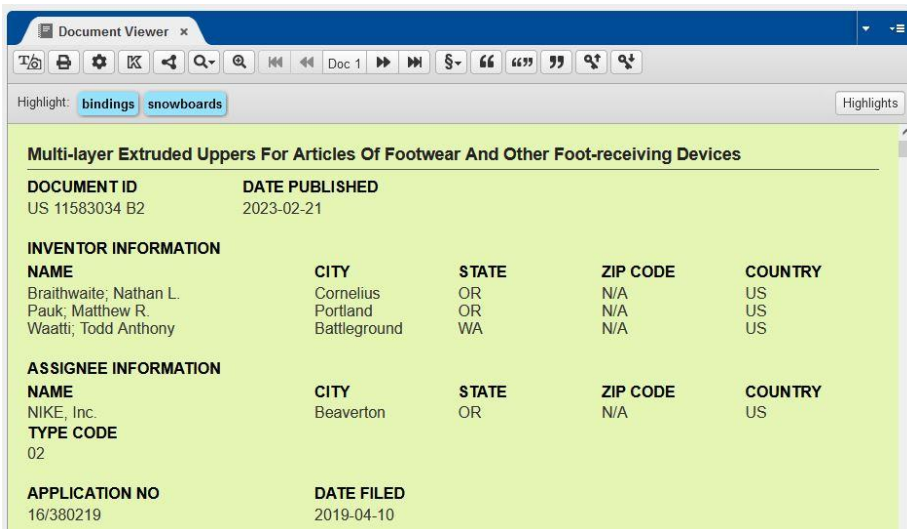 Document Viewer ×
Doc 1
Highlight: bindings snowboards Highlights
Multi-layer Extruded Uppers For Articles Of Footwear And Other Foot-receiving Devices
DOCUMENT ID DATE PUBLISHED
US 11583034 B2 2023-02-21
INVENTOR INFORMATION
NAME CITY STATE ZIP CODE COUNTRY
Braithwaite; Nathan L. Cornelius OR N/A US
Pauk; Matthew R. Portland OR N/A US
Waatti; Todd Anthony Battleground WA N/A US
ASSIGNEE INFORMATION
NAME CITY STATE ZIP CODE COUNTRY
NIKE, Inc. Beaverton OR N/A US
TYPE CODE
02
APPLICATION NO DATE FILED
16/380219 2019-04-10